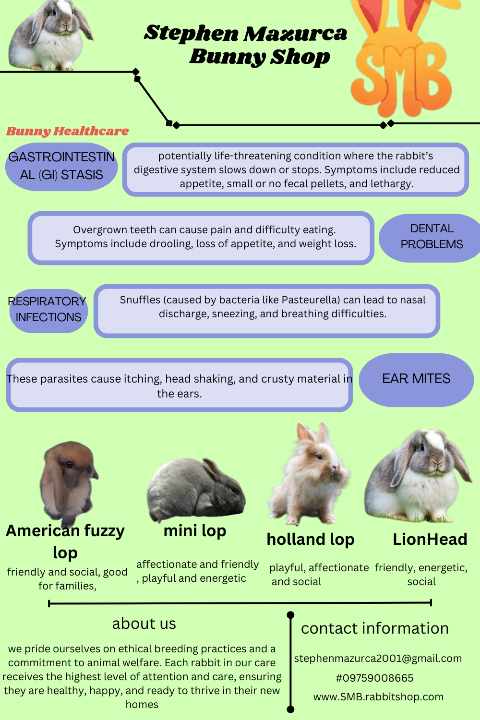 Stephen Mazurca
Bunny Shop
SMB
Bunny Healthcare
GASTROINTESTIN
AL (GI) STASIS
potentially life-threatening condition where the rabbit's
digestive system slows down or stops. Symptoms include reduced
appetite, small or no fecal pellets, and lethargy.
Overgrown teeth can cause pain and difficulty eating.
Symptoms include drooling, loss of appetite, and weight loss.
DENTAL
PROBLEMS
RESPIRATORY
INFECTIONS
Snuffles (caused by bacteria like Pasteurella) can lead to nasal
discharge, sneezing, and breathing difficulties.
These parasites cause itching, head shaking, and crusty material in
the ears.
EAR MITES
American fuzzy
lop
friendly and social, good
for families,
mini lop
affectionate and friendly
, playful and energetic
holland lop
playful, affectionate
and social
LionHead
friendly, energetic,
social
about us
we pride ourselves on ethical breeding practices and a
commitment to animal welfare. Each rabbit in our care
receives the highest level of attention and care, ensuring
they are healthy, happy, and ready to thrive in their new
homes
contact information
stephenmazurca2001@gmail.com
#09759008665
www.SMB.rabbitshop.com